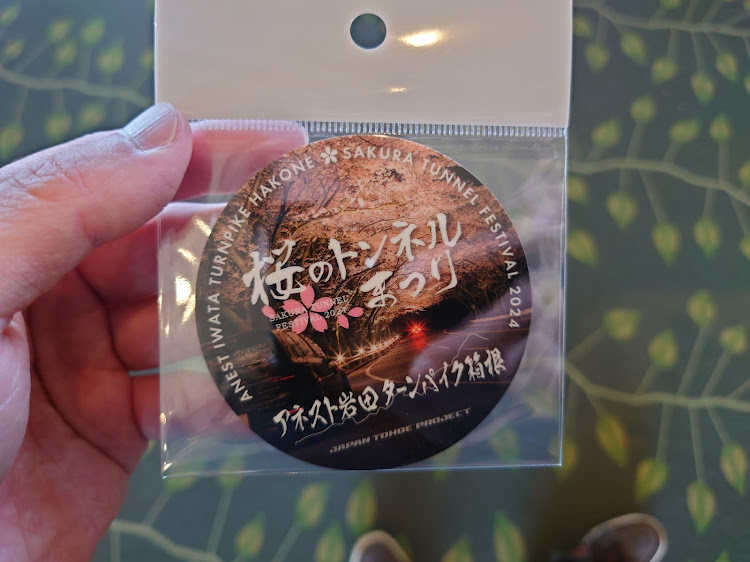 ANEST IWATA TURNPIKE HAKONE SAKURA TUNNEL FESTIVAL 2024
桜のトンネル
まつり
SAKURA TUNNEL
FESTIVAL 2024
アネスト岩田ターンパイク箱根
JAPAN TOHGE PROJECT